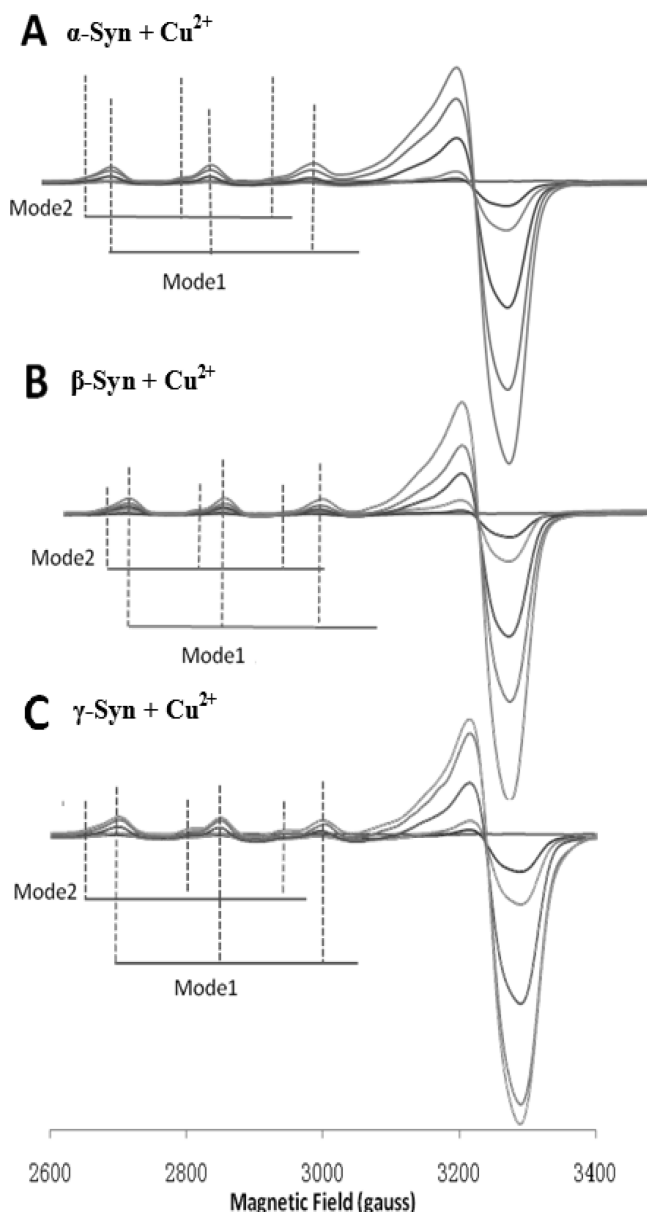 A α-Syn + Cu²⁺
Mode2
Mode1
B β-Syn + Cu²⁺
Mode2
Mode1
C γ-Syn + Cu²⁺
Mode2
Mode1
2600 2800 3000 3200 3400
Magnetic Field (gauss)